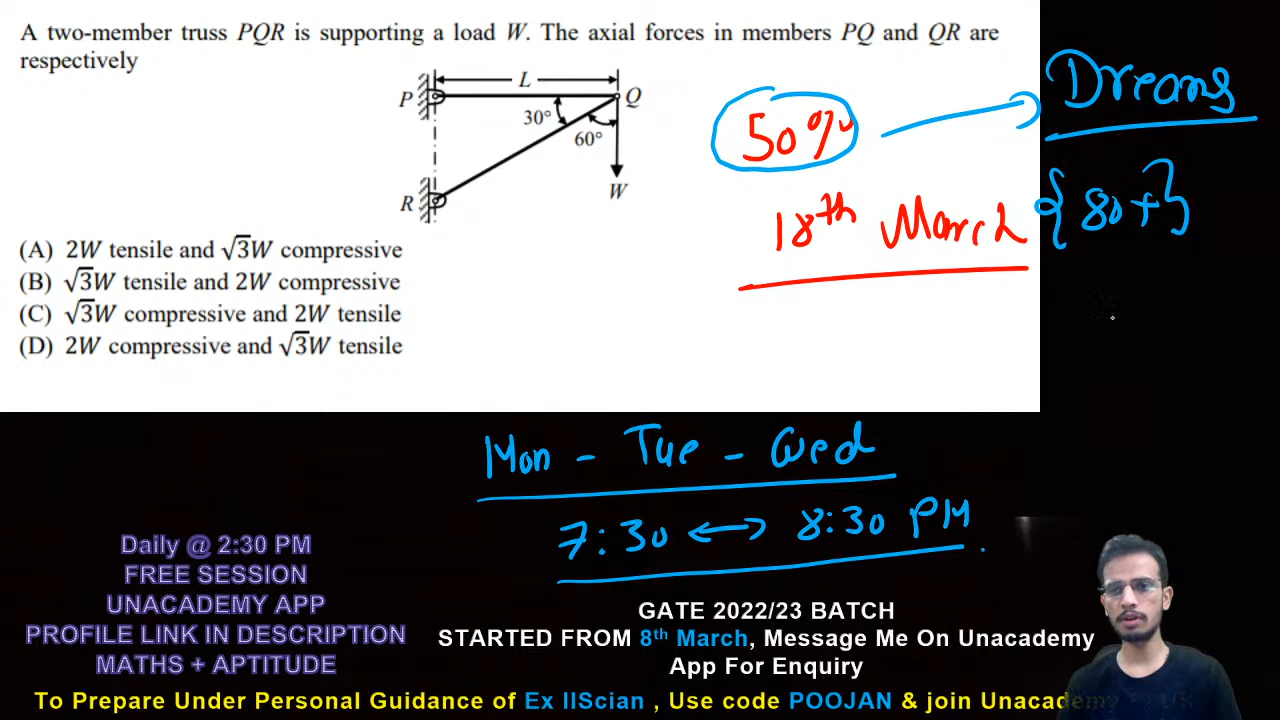 A two-member truss PQR is supporting a load W. The axial forces in members PQ and QR are
respectively
L
P
Q
30°
60°
W
R
(A) 2W tensile and √3W compressive
(B) √3W tensile and 2W compressive
(C) √3W compressive and 2W tensile
(D) 2W compressive and √3W tensile
50%
Dreams
18th March
{80+}
Mon - Tue - Wed
7:30 ↔ 8:30 PM.
Daily @ 2:30 PM
FREE SESSION
UNACADEMY APP
PROFILE LINK IN DESCRIPTION
MATHS + APTITUDE
GATE 2022/23 BATCH
STARTED FROM 8th March, Message Me On Unacademy
App For Enquiry
To Prepare Under Personal Guidance of Ex IIScian , Use code POOJAN & join Unacademy